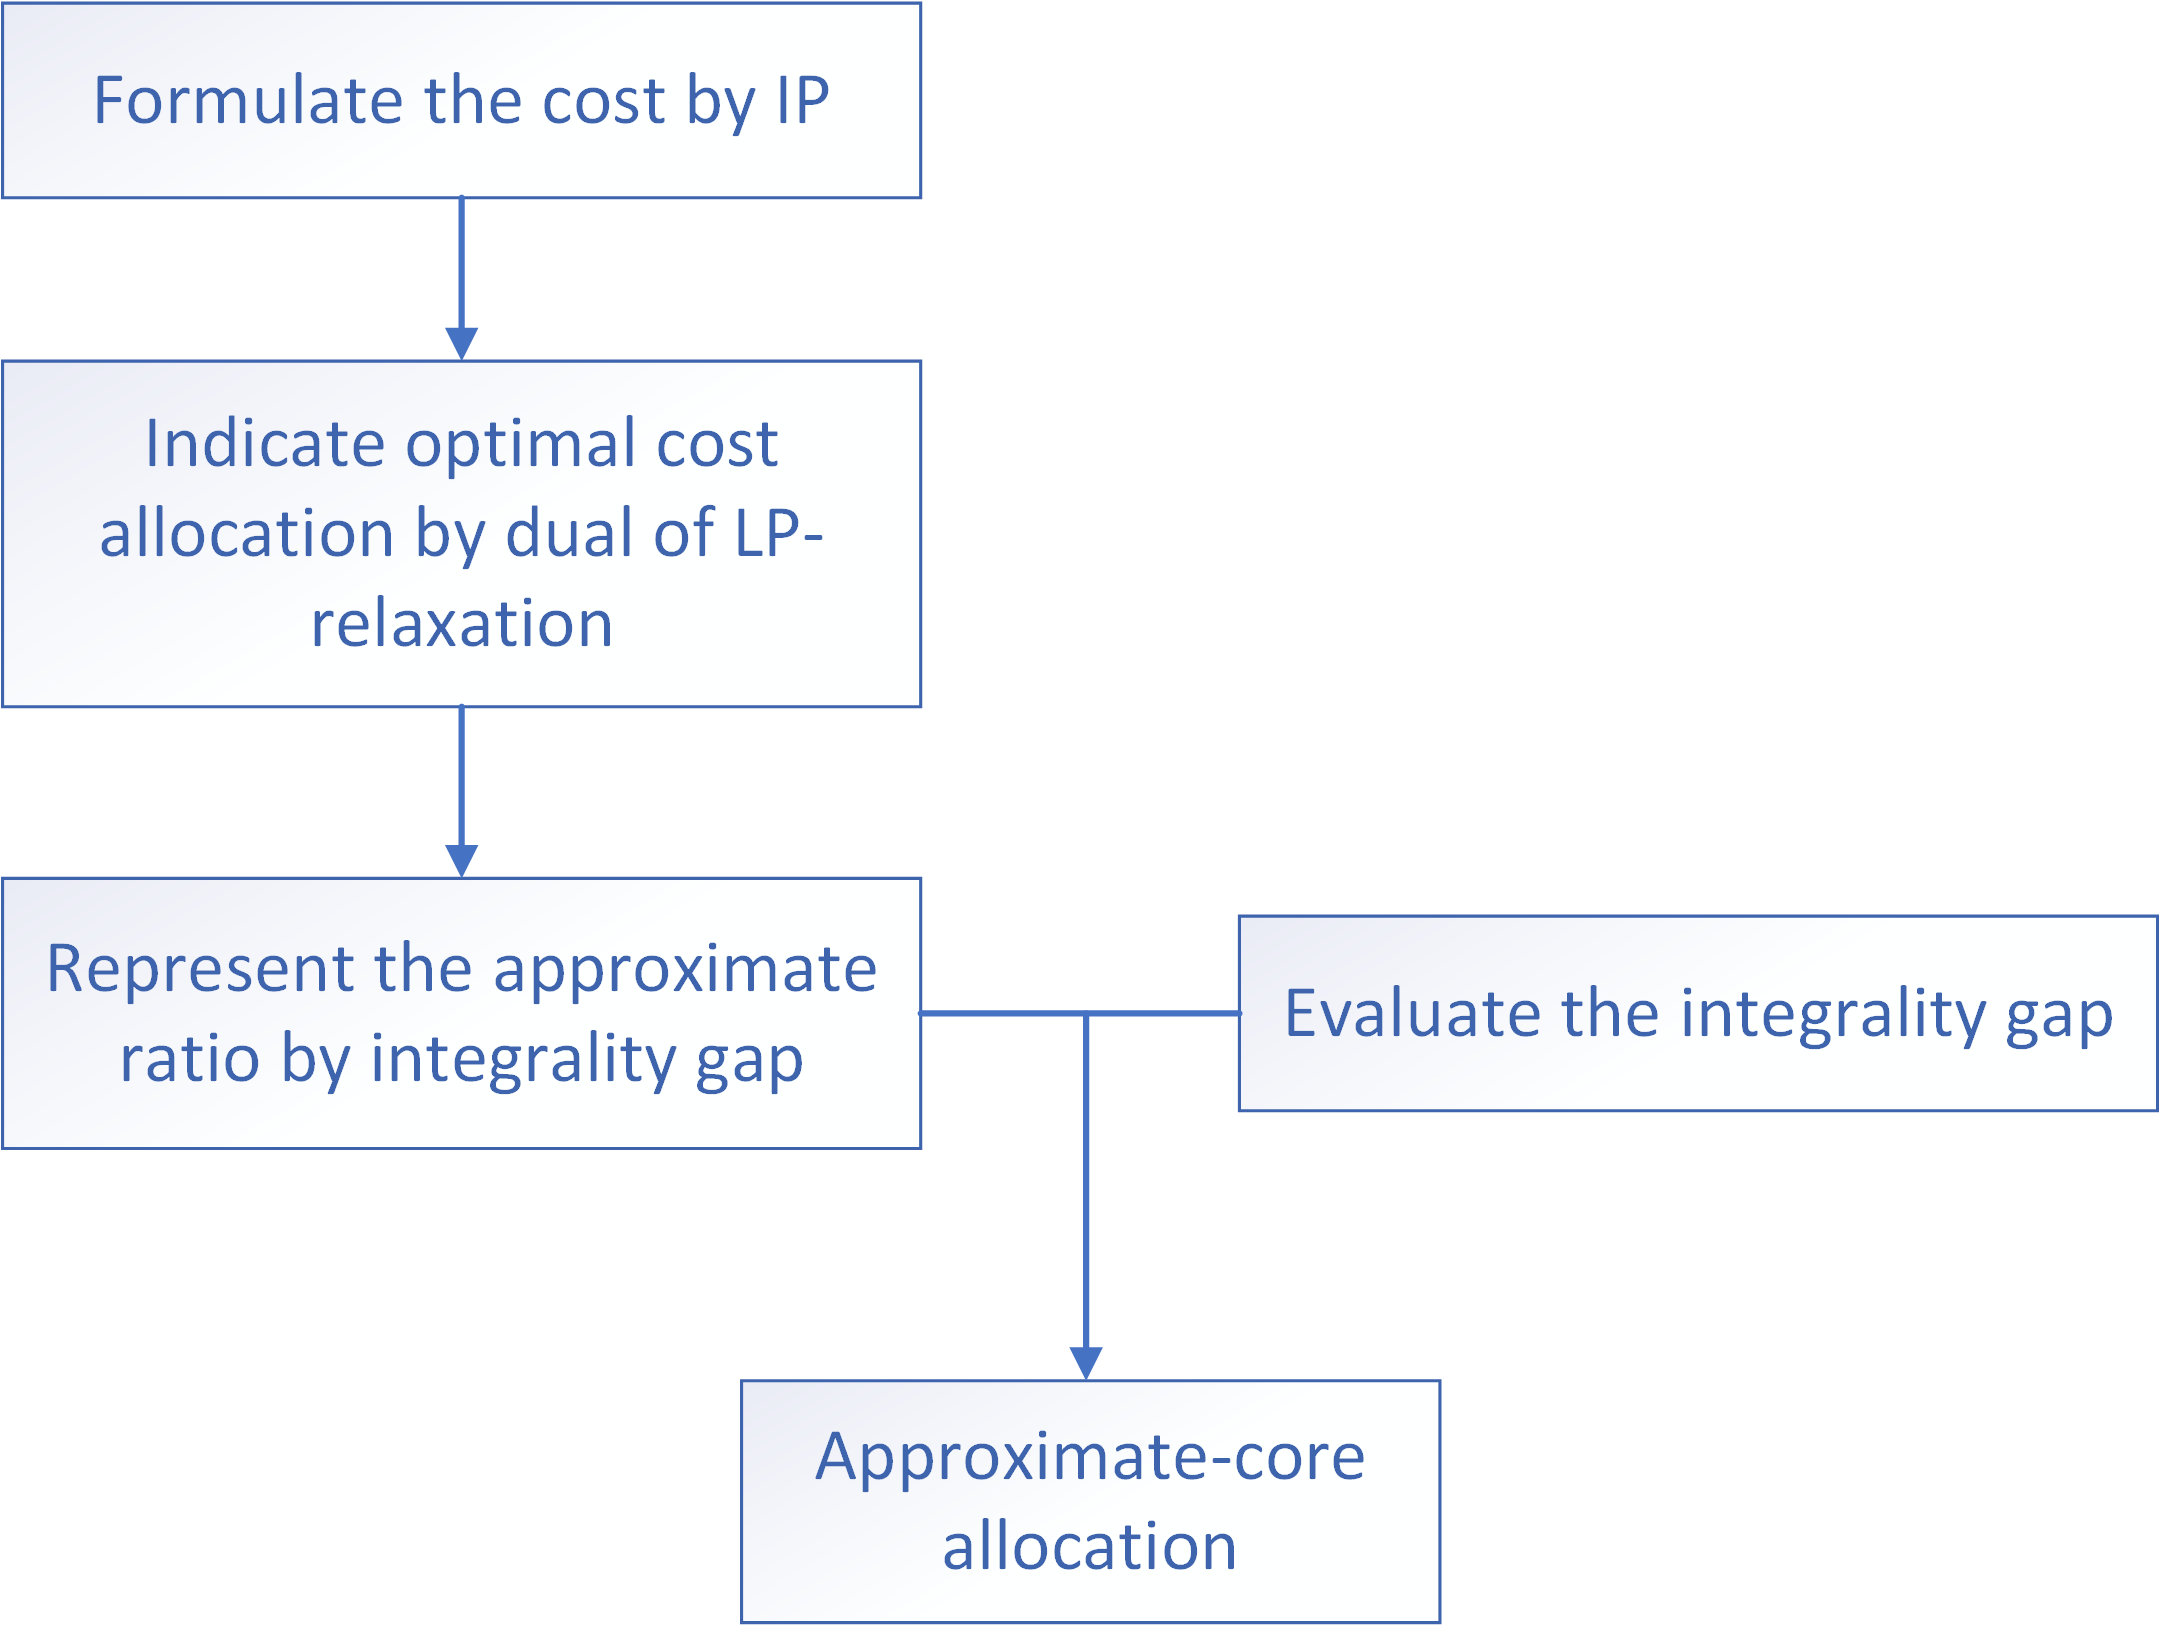 Formulate the cost by IP
Indicate optimal cost
allocation by dual of LP-
relaxation
Represent the approximate
ratio by integrality gap
Evaluate the integrality gap
Approximate-core
allocation